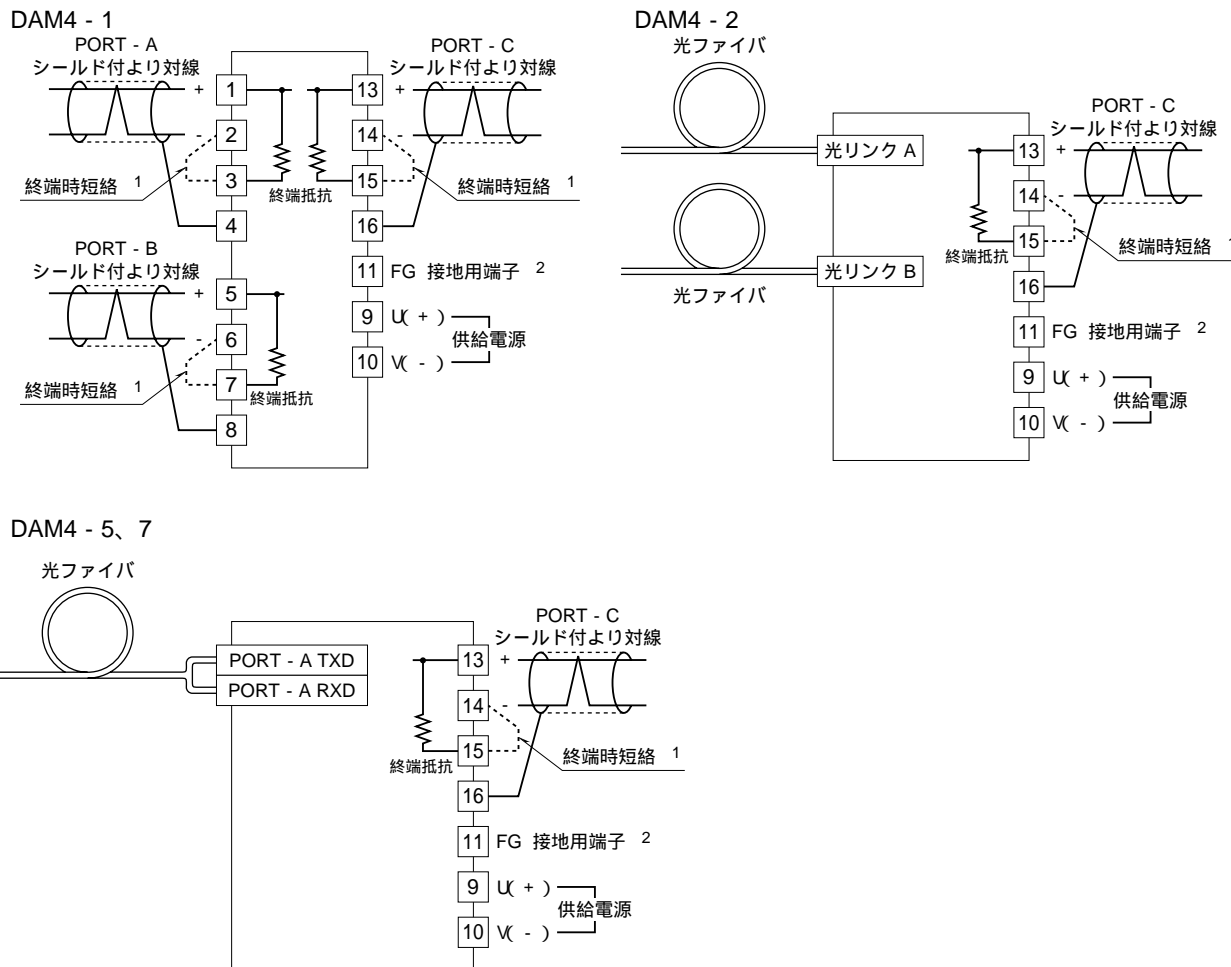 DAM4 - 1
PORT - A
シールド付より対線
+
1
-
2
3
終端時短絡 1
4
PORT - B
シールド付より対線
+
5
-
6
7
終端時短絡 1
8
終端抵抗
終端抵抗
PORT - C
シールド付より対線
13
+
14
-
15
終端時短絡 1
16
11 FG 接地用端子 2
9 U( + )
供給電源
10 V( - )
DAM4 - 2
光ファイバ
光リンク A
光リンク B
光ファイバ
PORT - C
シールド付より対線
13
+
14
-
15
終端抵抗
終端時短絡 1
16
11 FG 接地用端子 2
9 U( + )
供給電源
10 V( - )
DAM4 - 5、7
光ファイバ
PORT - A TXD
PORT - A RXD
PORT - C
シールド付より対線
13
+
14
-
15
終端抵抗
終端時短絡 1
16
11 FG 接地用端子 2
9 U( + )
供給電源
10 V( - )